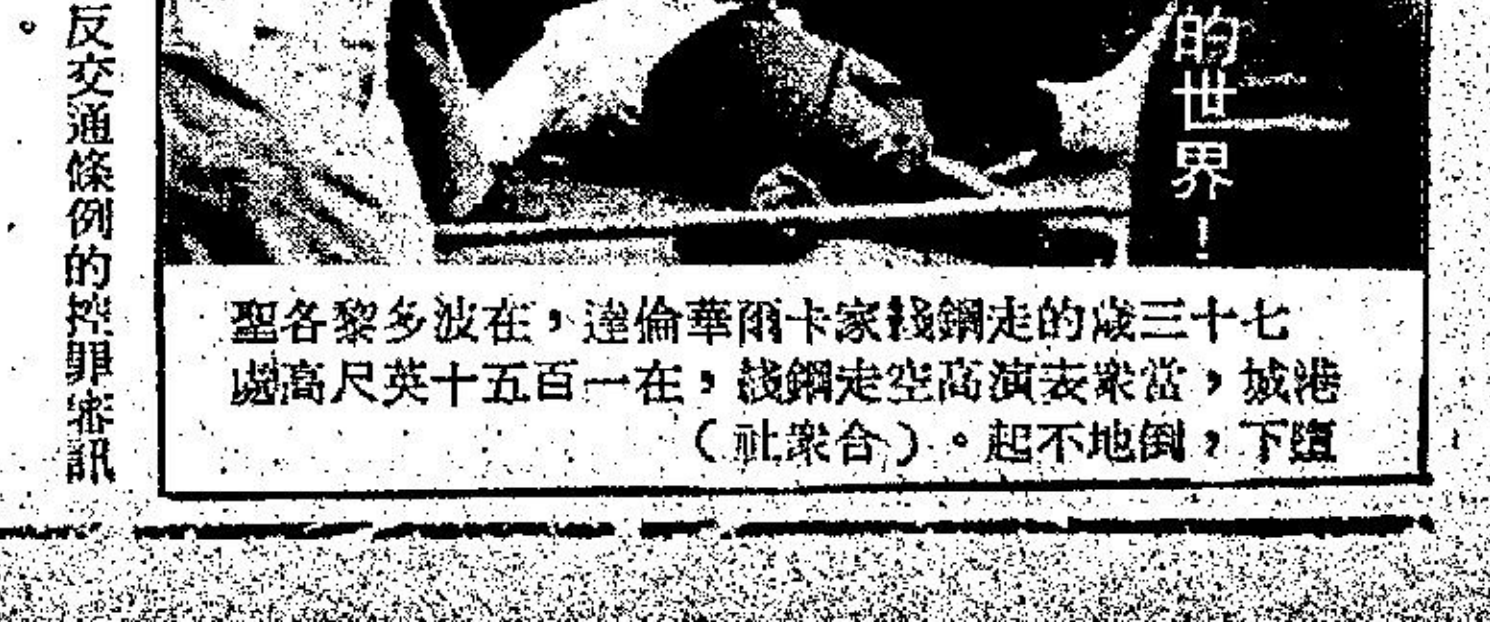 的世界！
七十三歲的走鋼綫家卡爾華倫達，在波多黎各聖
港城，當衆表演高空走鋼綫，在一百五十英尺高處
墮下，倒地不起。（合衆社）
反交通條例的控罪審訊
。